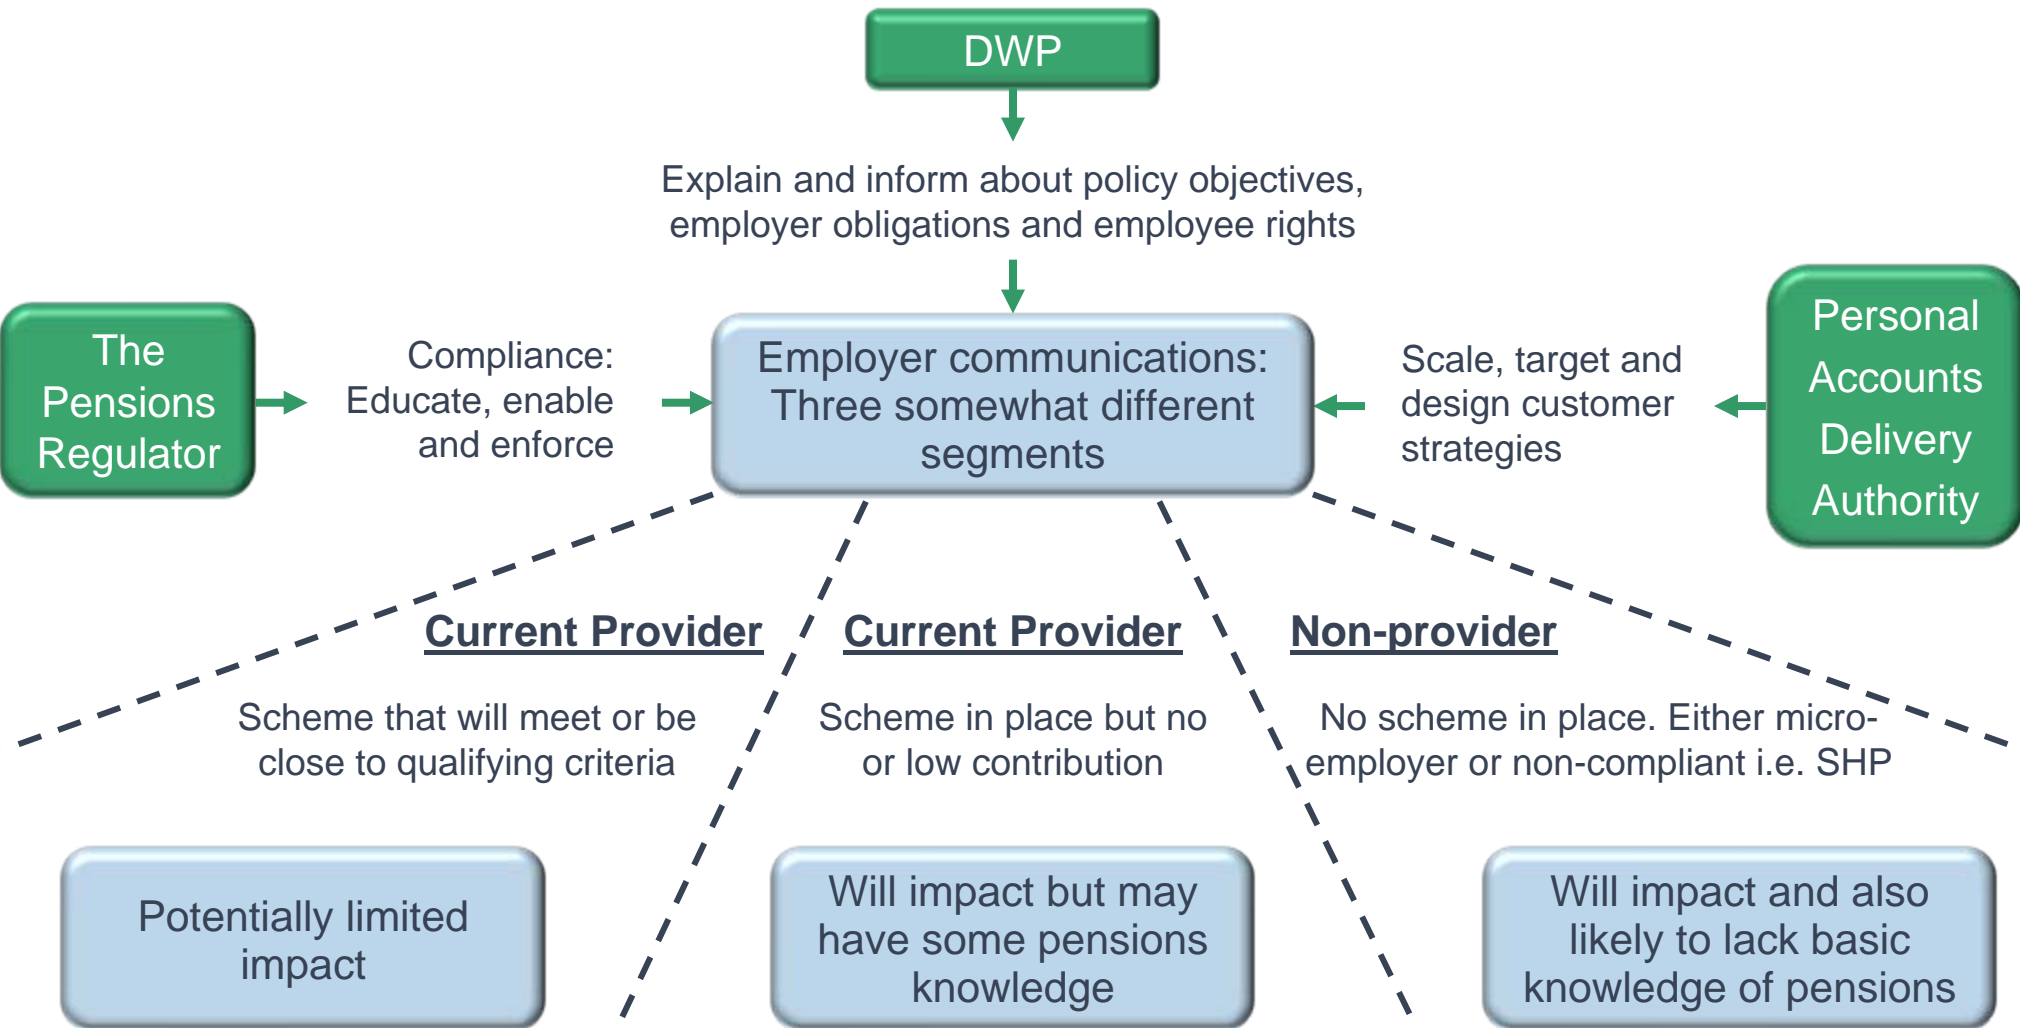 DWP
Explain and inform about policy objectives,
employer obligations and employee rights
The
Pensions
Regulator
Compliance:
Educate, enable
and enforce
Employer communications:
Three somewhat different
segments
Scale, target and
design customer
strategies
Personal
Accounts
Delivery
Authority
Current Provider
Scheme that will meet or be
close to qualifying criteria
Potentially limited
impact
Current Provider
Scheme in place but no
or low contribution
Will impact but may
have some pensions
knowledge
Non-provider
No scheme in place. Either micro-
employer or non-compliant i.e. SHP
Will impact and also
likely to lack basic
knowledge of pensions